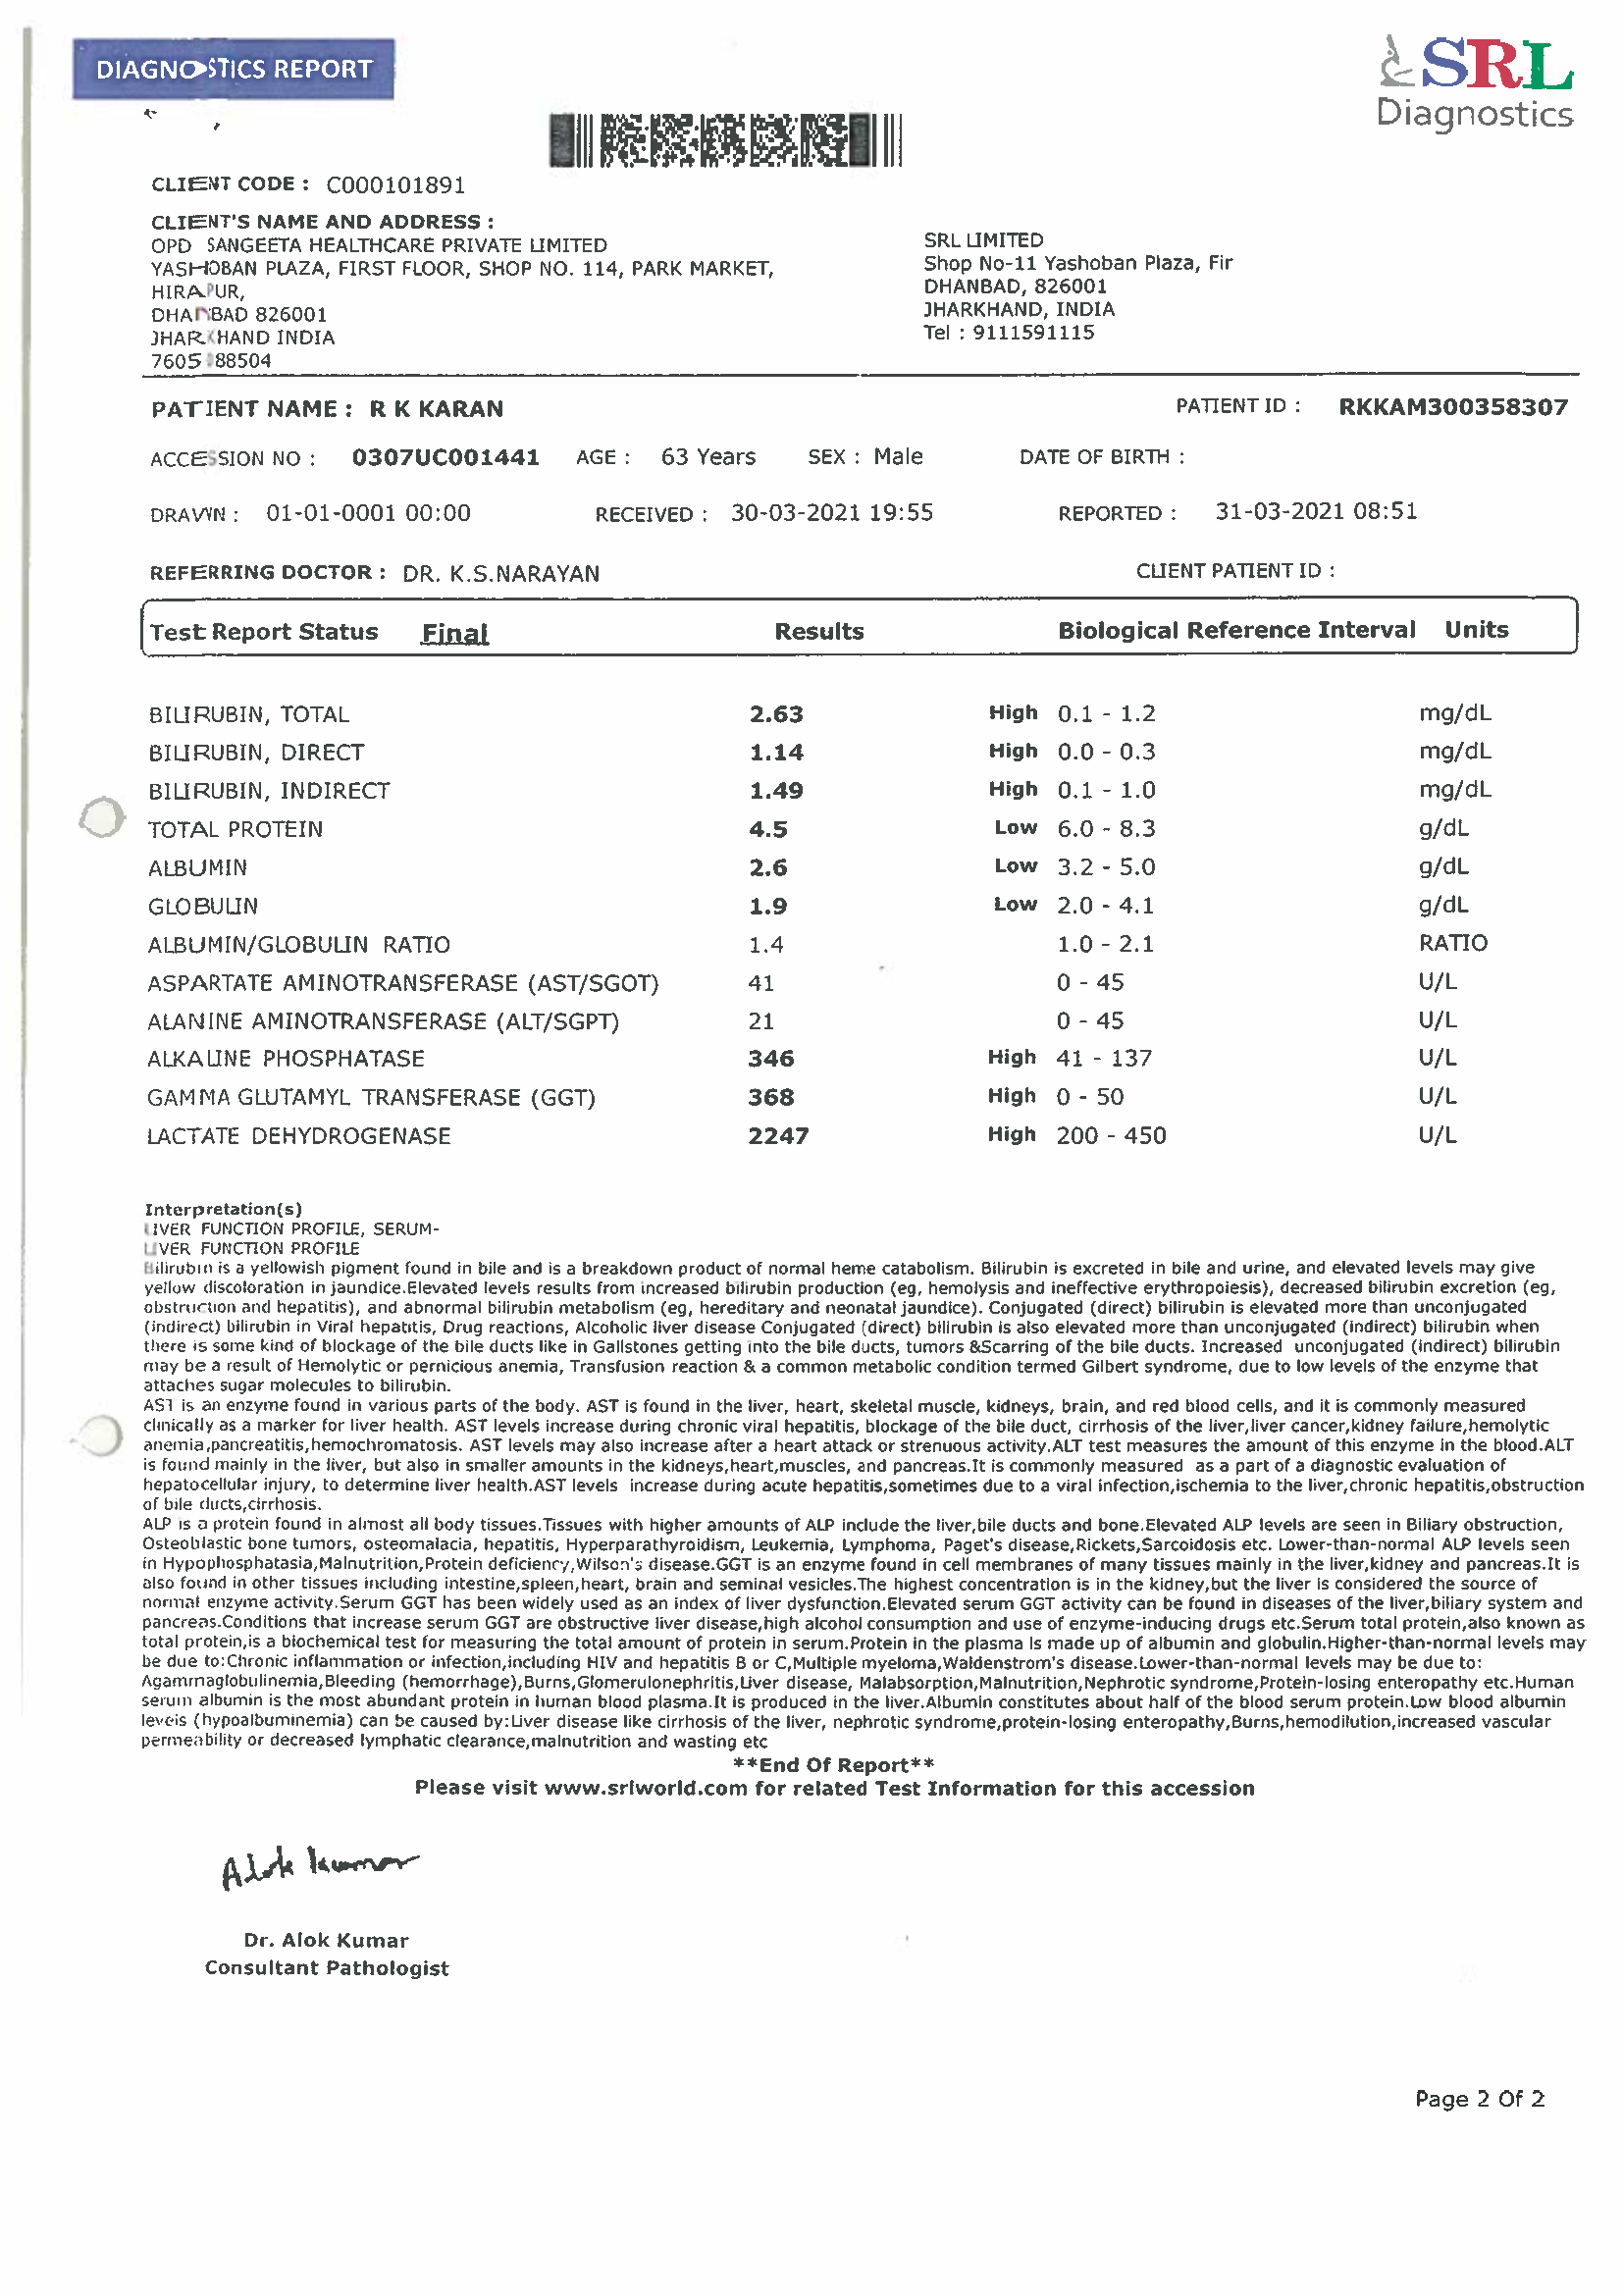 DIAGNOSTICS REPORT
SRL
Diagnostics
CLIENT CODE : C000101891
CLIENT'S NAME AND ADDRESS :
OPD SANGEETA HEALTHCARE PRIVATE LIMITED
YASHOBAN PLAZA, FIRST FLOOR, SHOP NO. 114, PARK MARKET,
HIRAPUR,
DHANBAD 826001
JHARKHAND INDIA
7605 88504
SRL LIMITED
Shop No-11 Yashoban Plaza, Fir
DHANBAD, 826001
JHARKHAND, INDIA
Tel : 9111591115
PATIENT NAME : R K KARAN PATIENT ID : RKKAM300358307
ACCESSION NO : 0307UC001441 AGE : 63 Years SEX : Male DATE OF BIRTH :
DRAWN : 01-01-0001 00:00 RECEIVED : 30-03-2021 19:55 REPORTED : 31-03-2021 08:51
REFERRING DOCTOR : DR. K.S.NARAYAN CLIENT PATIENT ID :
Test Report Status Final Results Biological Reference Interval Units
BILIRUBIN, TOTAL 2.63 High 0.1 - 1.2 mg/dL
BILIRUBIN, DIRECT 1.14 High 0.0 - 0.3 mg/dL
BILIRUBIN, INDIRECT 1.49 High 0.1 - 1.0 mg/dL
TOTAL PROTEIN 4.5 Low 6.0 - 8.3 g/dL
ALBUMIN 2.6 Low 3.2 - 5.0 g/dL
GLOBULIN 1.9 Low 2.0 - 4.1 g/dL
ALBUMIN/GLOBULIN RATIO 1.4 1.0 - 2.1 RATIO
ASPARTATE AMINOTRANSFERASE (AST/SGOT) 41 0 - 45 U/L
ALANINE AMINOTRANSFERASE (ALT/SGPT) 21 0 - 45 U/L
ALKALINE PHOSPHATASE 346 High 41 - 137 U/L
GAMMA GLUTAMYL TRANSFERASE (GGT) 368 High 0 - 50 U/L
LACTATE DEHYDROGENASE 2247 High 200 - 450 U/L
Interpretation(s)
LIVER FUNCTION PROFILE, SERUM-
LIVER FUNCTION PROFILE
Bilirubin is a yellowish pigment found in bile and is a breakdown product of normal heme catabolism. Bilirubin is excreted in bile and urine, and elevated levels may give
yellow discoloration in jaundice.Elevated levels results from increased bilirubin production (eg, hemolysis and ineffective erythropoiesis), decreased bilirubin excretion (eg,
obstruction and hepatitis), and abnormal bilirubin metabolism (eg, hereditary and neonatal jaundice). Conjugated (direct) bilirubin is elevated more than unconjugated
(indirect) bilirubin in Viral hepatitis, Drug reactions, Alcoholic liver disease Conjugated (direct) bilirubin is also elevated more than unconjugated (indirect) bilirubin when
there is some kind of blockage of the bile ducts like in Gallstones getting into the bile ducts, tumors &Scarring of the bile ducts. Increased unconjugated (indirect) bilirubin
may be a result of Hemolytic or pernicious anemia, Transfusion reaction & a common metabolic condition termed Gilbert syndrome, due to low levels of the enzyme that
attaches sugar molecules to bilirubin.
AST is an enzyme found in various parts of the body. AST is found in the liver, heart, skeletal muscle, kidneys, brain, and red blood cells, and it is commonly measured
clinically as a marker for liver health. AST levels increase during chronic viral hepatitis, blockage of the bile duct, cirrhosis of the liver,liver cancer,kidney failure,hemolytic
anemia,pancreatitis,hemochromatosis. AST levels may also increase after a heart attack or strenuous activity.ALT test measures the amount of this enzyme in the blood.ALT
is found mainly in the liver, but also in smaller amounts in the kidneys,heart,muscles, and pancreas.It is commonly measured as a part of a diagnostic evaluation of
hepatocellular injury, to determine liver health.AST levels increase during acute hepatitis,sometimes due to a viral infection,ischemia to the liver,chronic hepatitis,obstruction
of bile ducts,cirrhosis.
ALP is a protein found in almost all body tissues.Tissues with higher amounts of ALP include the liver,bile ducts and bone.Elevated ALP levels are seen in Biliary obstruction,
Osteoblastic bone tumors, osteomalacia, hepatitis, Hyperparathyroidism, Leukemia, Lymphoma, Paget's disease,Rickets,Sarcoidosis etc. Lower-than-normal ALP levels seen
in Hypophosphatasia,Malnutrition,Protein deficiency,Wilson's disease.GGT is an enzyme found in cell membranes of many tissues mainly in the liver,kidney and pancreas.It is
also found in other tissues including intestine,spleen,heart, brain and seminal vesicles.The highest concentration is in the kidney,but the liver is considered the source of
normal enzyme activity.Serum GGT has been widely used as an index of liver dysfunction.Elevated serum GGT activity can be found in diseases of the liver,biliary system and
pancreas.Conditions that increase serum GGT are obstructive liver disease,high alcohol consumption and use of enzyme-inducing drugs etc.Serum total protein,also known as
total protein,is a biochemical test for measuring the total amount of protein in serum.Protein in the plasma is made up of albumin and globulin.Higher-than-normal levels may
be due to:Chronic inflammation or infection,including HIV and hepatitis B or C,Multiple myeloma,Waldenstrom's disease.Lower-than-normal levels may be due to:
Agammaglobulinemia,Bleeding (hemorrhage),Burns,Glomerulonephritis,Liver disease, Malabsorption,Malnutrition,Nephrotic syndrome,Protein-losing enteropathy etc.Human
serum albumin is the most abundant protein in human blood plasma.It is produced in the liver.Albumin constitutes about half of the blood serum protein.Low blood albumin
levels (hypoalbuminemia) can be caused by:Liver disease like cirrhosis of the liver, nephrotic syndrome,protein-losing enteropathy,Burns,hemodilution,increased vascular
permeability or decreased lymphatic clearance,malnutrition and wasting etc
**End Of Report**
Please visit www.srlworld.com for related Test Information for this accession
Alok Kumar
Dr. Alok Kumar
Consultant Pathologist
Page 2 Of 2